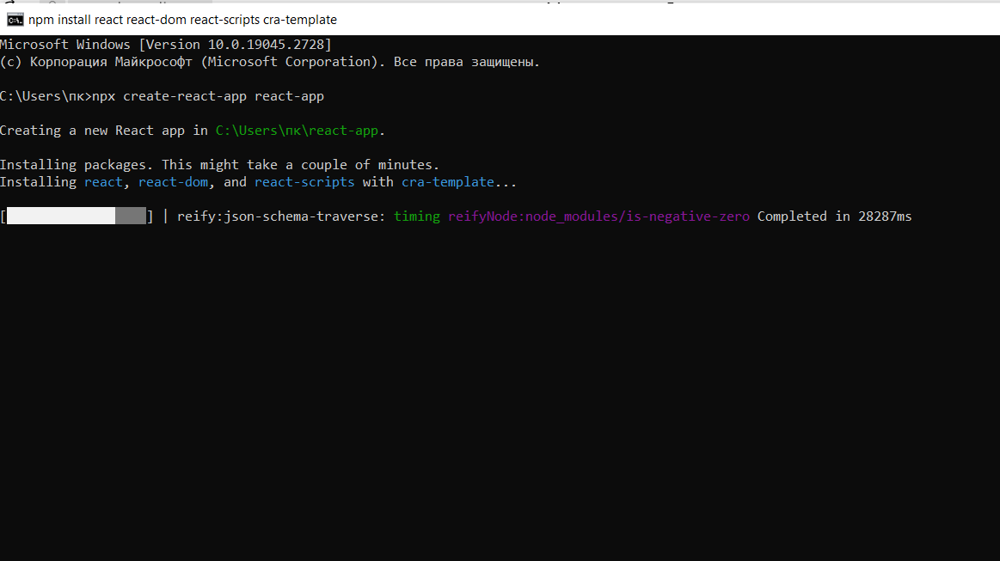 npm install react react-dom react-scripts cra-template
Microsoft Windows [Version 10.0.19045.2728]
(c) Корпорация Майкрософт (Microsoft Corporation). Все права защищены.
C:\Users\пк>npx create-react-app react-app
Creating a new React app in C:\Users\пк\react-app.
Installing packages. This might take a couple of minutes.
Installing react, react-dom, and react-scripts with cra-template...
[ ] | reify:json-schema-traverse: timing reifyNode:node_modules/is-negative-zero Completed in 28287ms